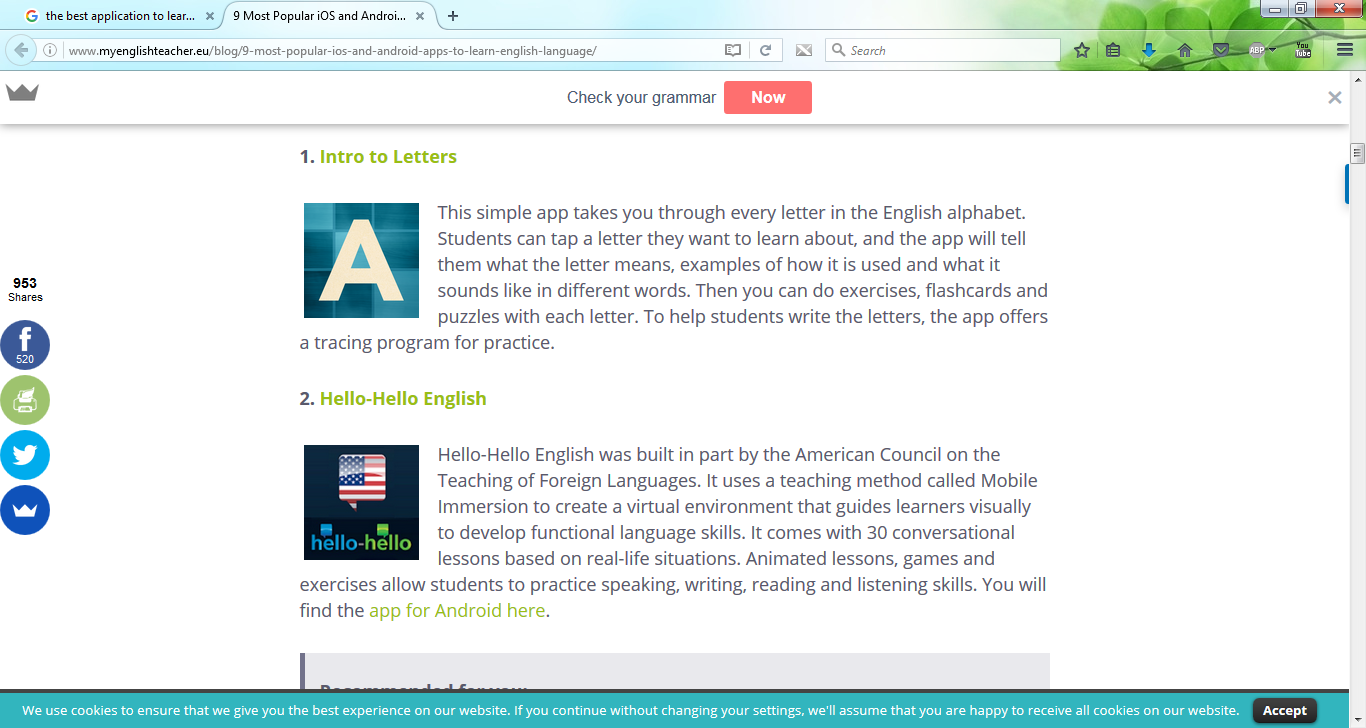 the best application to lear...
9 Most Popular iOS and Androi...
www.myenglishteacher.eu/blog/9-most-popular-ios-and-android-apps-to-learn-english-language/
Search
ABP
You
Tube
Check your grammar
Now
1. Intro to Letters
A
This simple app takes you through every letter in the English alphabet.
Students can tap a letter they want to learn about, and the app will tell
them what the letter means, examples of how it is used and what it
sounds like in different words. Then you can do exercises, flashcards and
puzzles with each letter. To help students write the letters, the app offers
a tracing program for practice.
953
Shares
f
520
2. Hello-Hello English
hello-hello
Hello-Hello English was built in part by the American Council on the
Teaching of Foreign Languages. It uses a teaching method called Mobile
Immersion to create a virtual environment that guides learners visually
to develop functional language skills. It comes with 30 conversational
lessons based on real-life situations. Animated lessons, games and
exercises allow students to practice speaking, writing, reading and listening skills. You will
find the app for Android here.
Recommended for you
We use cookies to ensure that we give you the best experience on our website. If you continue without changing your settings, we'll assume that you are happy to receive all cookies on our website.
Accept